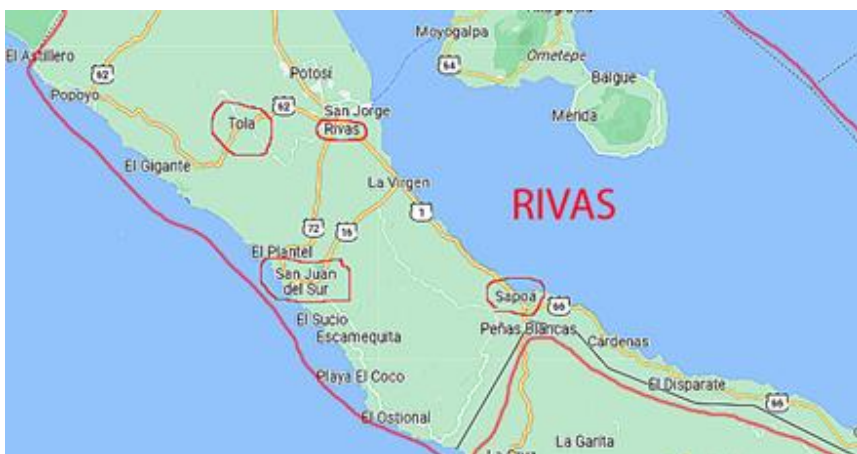 Moyogalpa
El Astillero
Ometepe
64
62
Potosí
Balgue
Popoyo
62
San Jorge
Mérida
Tola
Rivas
El Gigante
La Virgen
RIVAS
1
72
16
El Plantel
San Juan
del Sur
Sapoá
66
El Sucio
Peñas Blancas
Escamequita
Cárdenas
Playa El Coco
El Disparate
66
El Ostional
La Garita
La Cruz